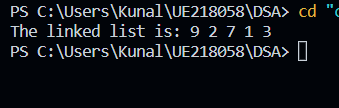 PS C:\Users\Kunal\UE218058\DSA> cd "
The linked list is: 9 2 7 1 3
PS C:\Users\Kunal\UE218058\DSA>